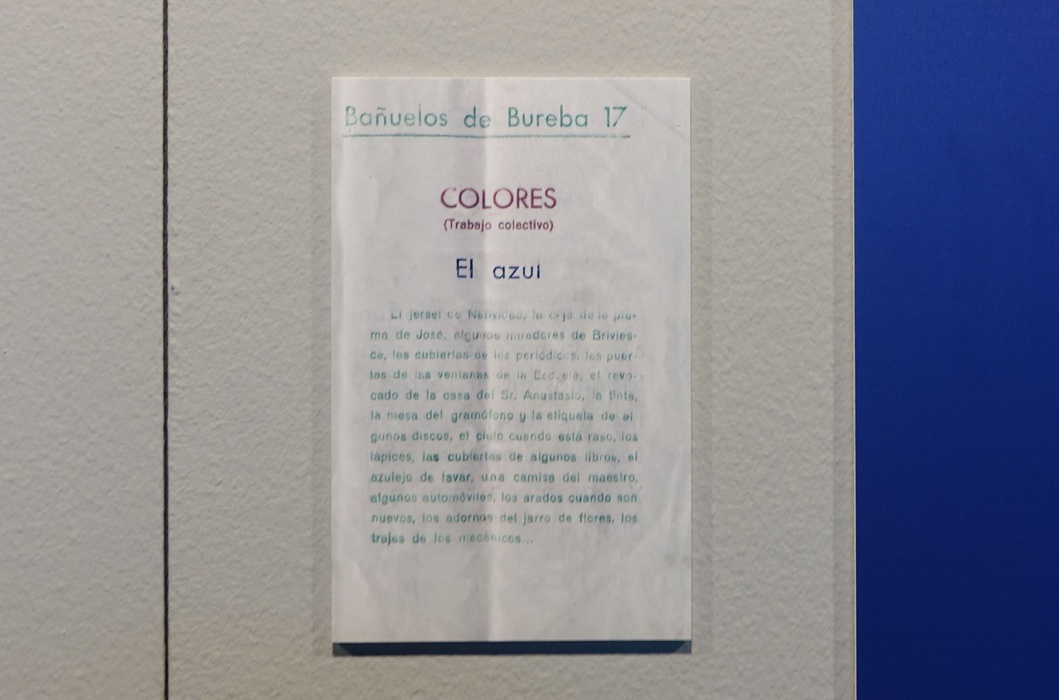 Bañuelos de Bureba 17
COLORES
(Trabajo colectivo)
El azul
El jersei de Natividad, la caja de la plu-
ma de José, algunos miradores de Brivies-
ca, las cubiertas de los periódicos, las puer-
tas de las ventanas de la Escuela, el revo-
cado de la casa del Sr. Anastasio, la tinta,
la mesa del gramófono y la etiqueta de al-
gunos discos, el cielo cuando está raso, los
lápices, las cubiertas de algunos libros, el
azulejo de lavar, una camisa del maestro,
algunos automóviles, los arados cuando son
nuevos, los adornos del jarro de flores, los
trajes de los mecánicos...